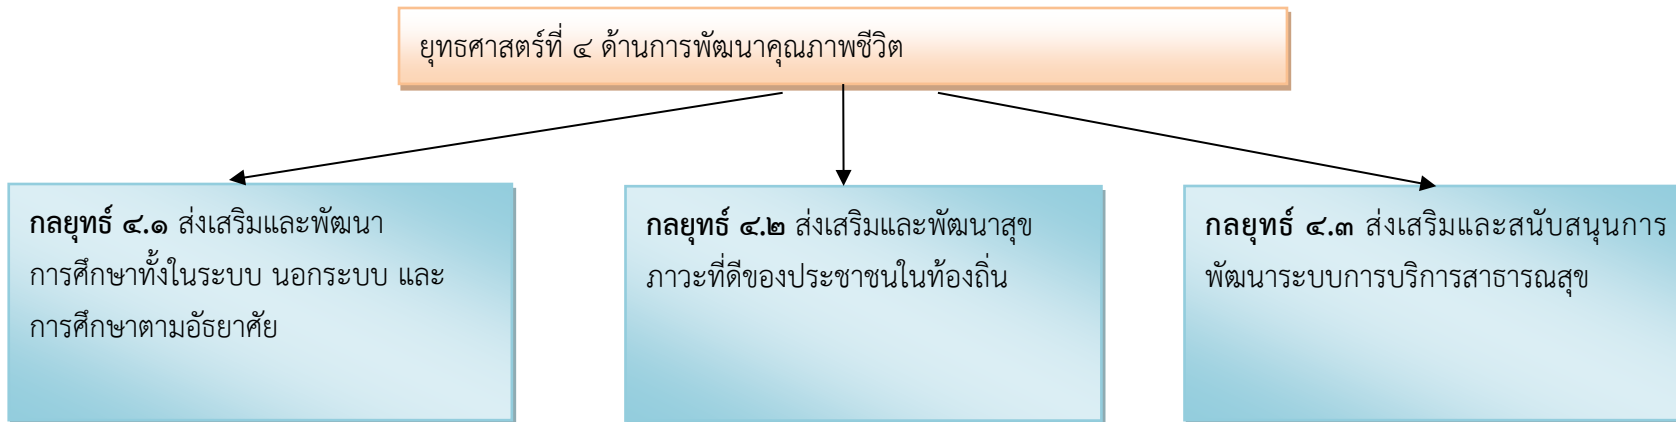 ยุทธศาสตร์ที่ ๔ ด้านการพัฒนาคุณภาพชีวิต
กลยุทธ์ ๔.๑ ส่งเสริมและพัฒนา
การศึกษาทั้งในระบบ นอกระบบ และ
การศึกษาตามอัธยาศัย
กลยุทธ์ ๔.๒ ส่งเสริมและพัฒนาสุข
ภาวะที่ดีของประชาชนในท้องถิ่น
กลยุทธ์ ๔.๓ ส่งเสริมและสนับสนุนการ
พัฒนาระบบการบริการสาธารณสุข